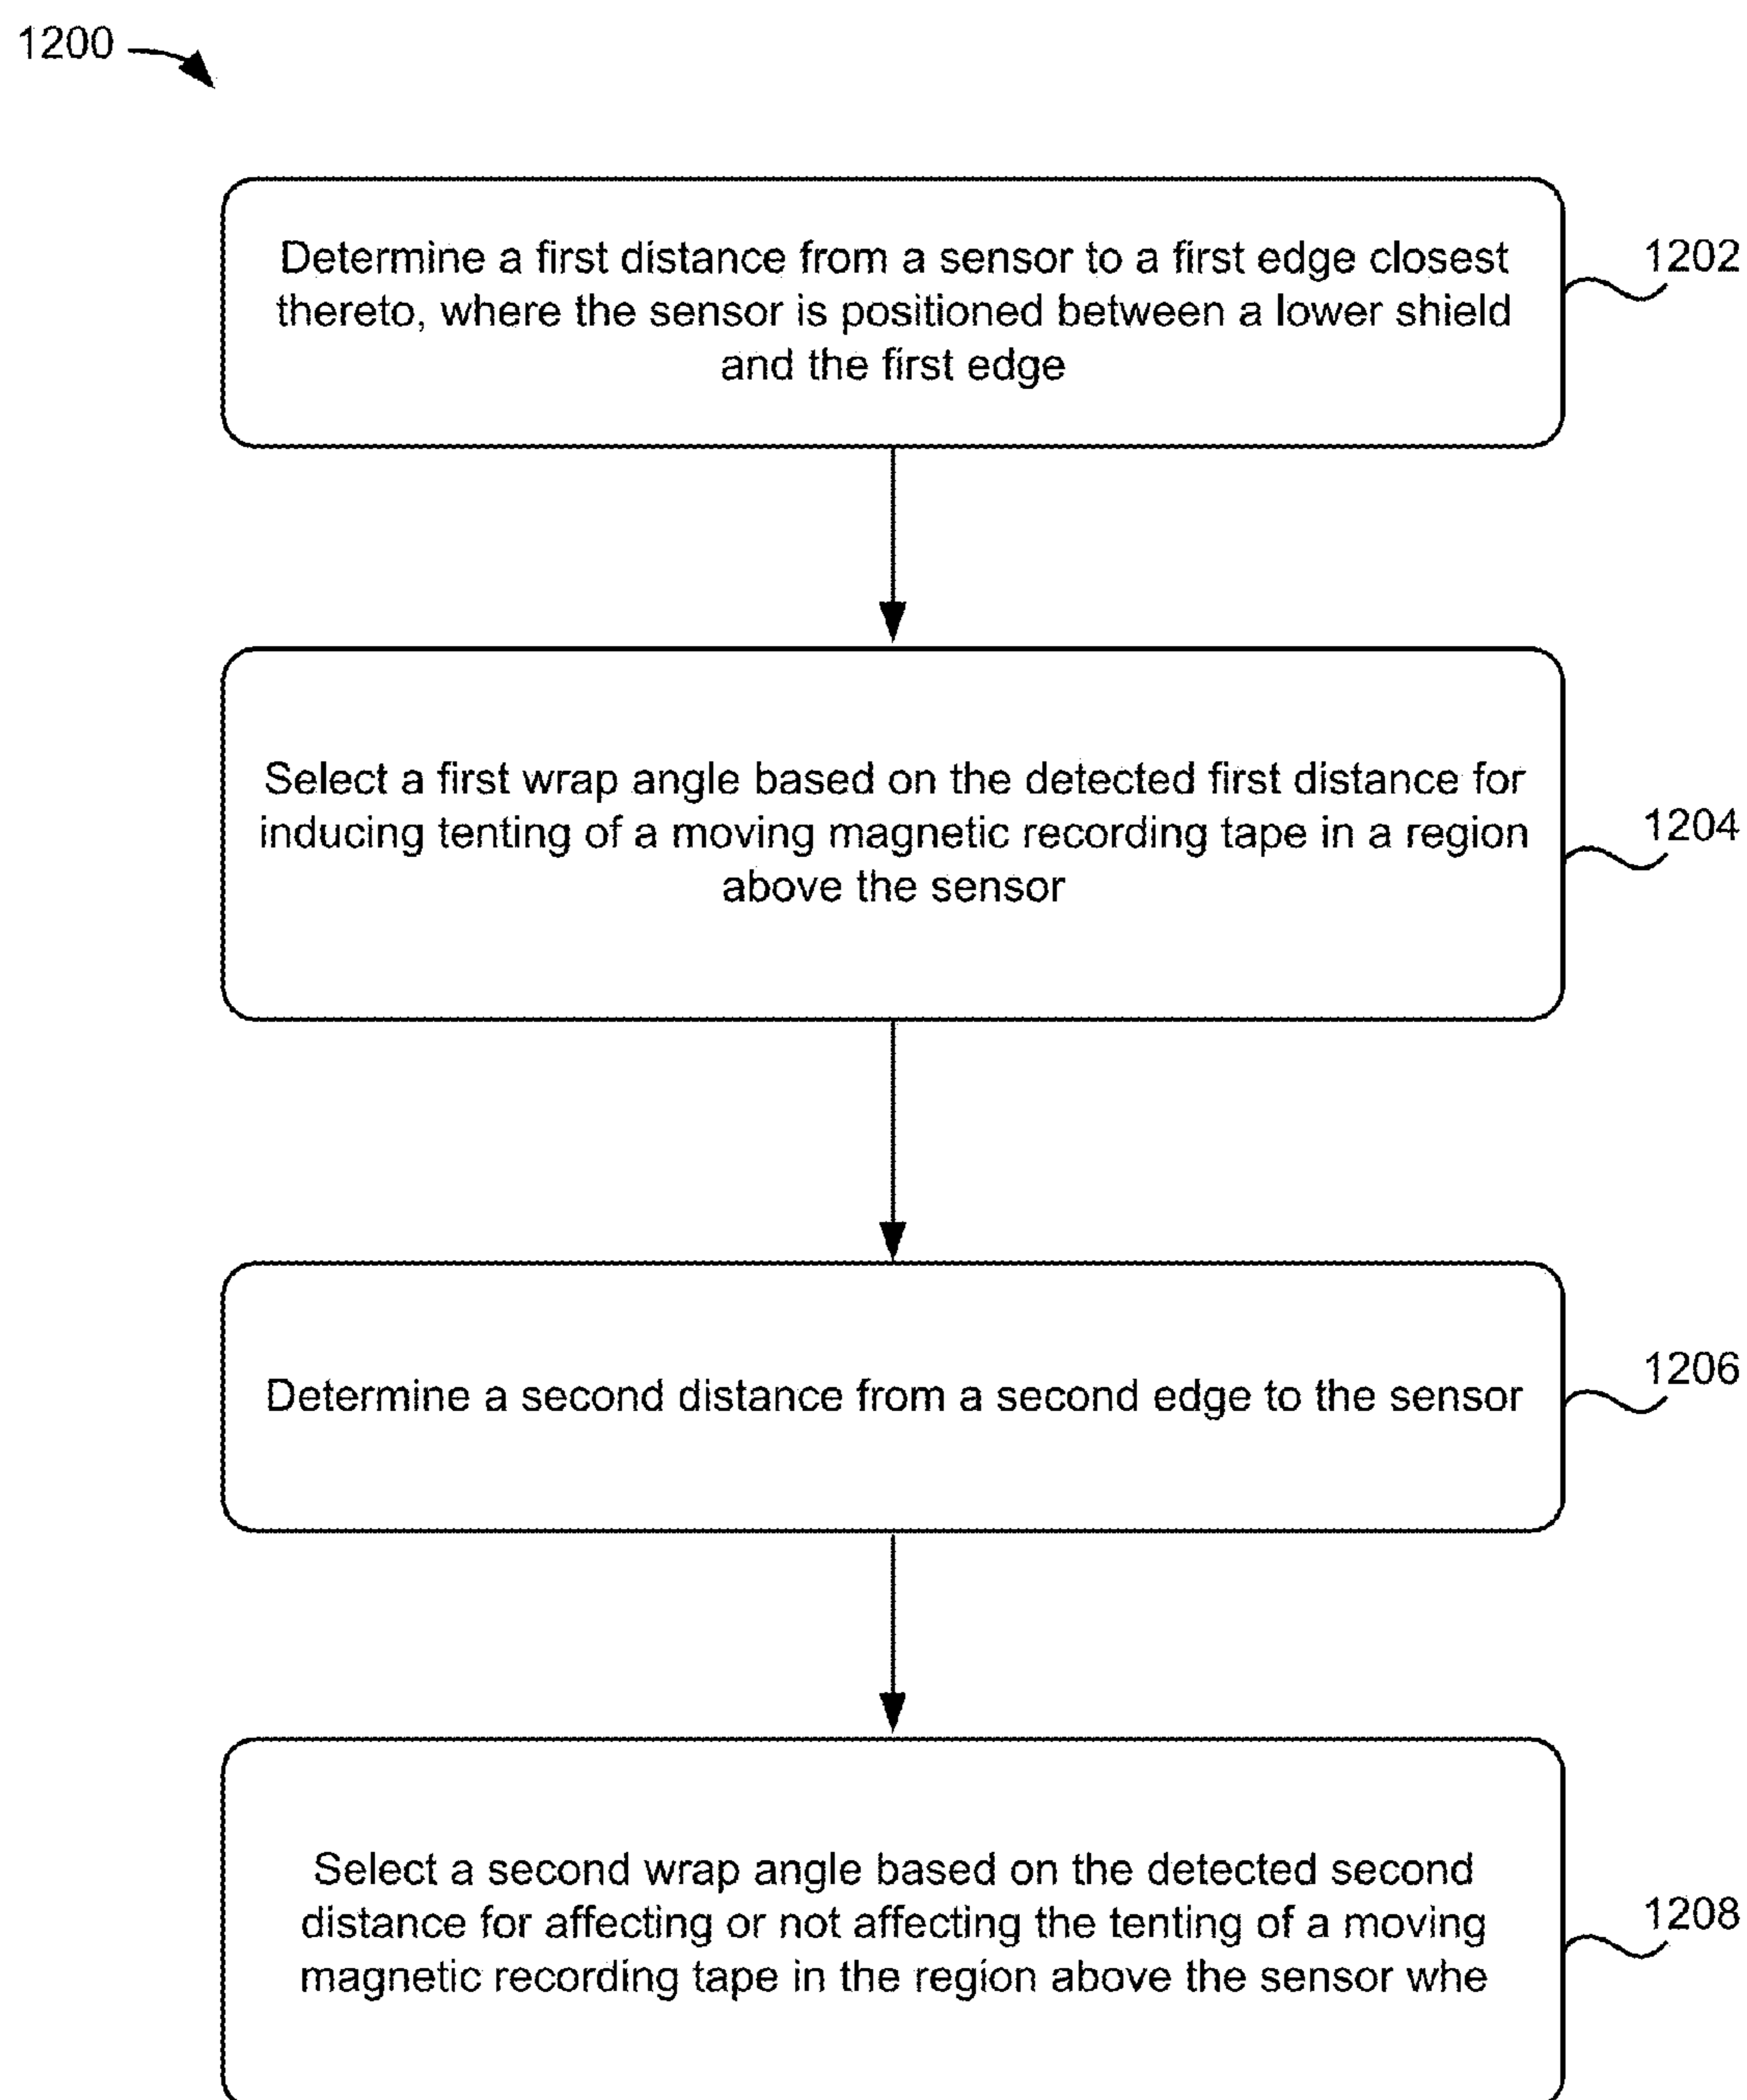 1200
Determine a first distance from a sensor to a first edge closest
thereto, where the sensor is positioned between a lower shield
and the first edge
1202
Select a first wrap angle based on the detected first distance for
inducing tenting of a moving magnetic recording tape in a region
above the sensor
1204
Determine a second distance from a second edge to the sensor
1206
Select a second wrap angle based on the detected second
distance for affecting or not affecting the tenting of a moving
magnetic recording tape in the region above the sensor whe
1208